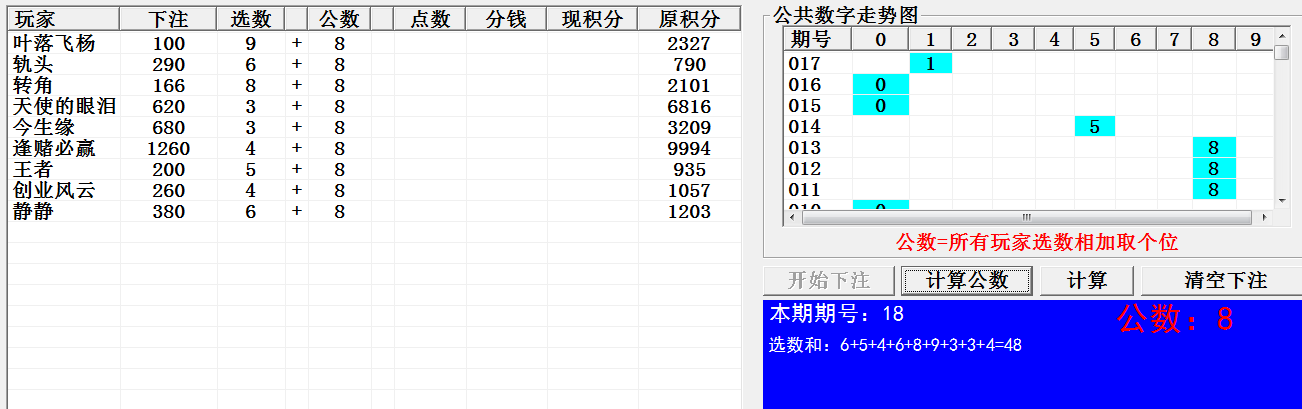 玩家 下注 选数 公数 点数 分钱 现积分 原积分
叶落飞杨 100 9 + 8 2327
轨头 290 6 + 8 790
转角 166 8 + 8 2101
天使的眼泪 620 3 + 8 6816
今生缘 680 3 + 8 3209
逢赌必赢 1260 4 + 8 9994
王者 200 5 + 8 935
创业风云 260 4 + 8 1057
静静 380 6 + 8 1203
公共数字走势图
期号 0 1 2 3 4 5 6 7 8 9
017 1
016 0
015 0
014 5
013 8
012 8
011 8
010 0
公数=所有玩家选数相加取个位
开始下注 计算公数 计算 清空下注
本期期号：18 公数：8
选数和：6+5+4+6+8+9+3+3+4=48